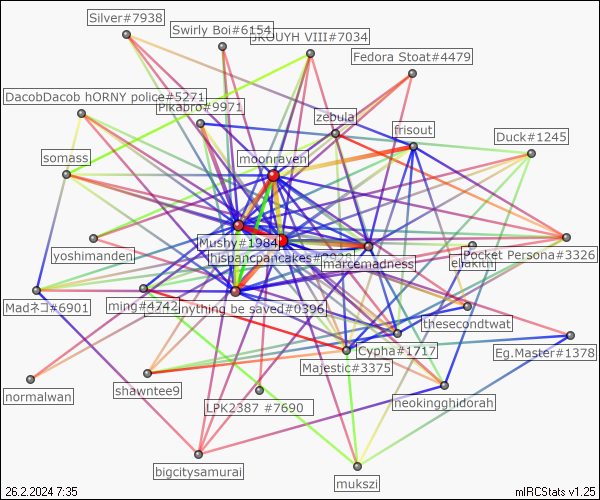 Silver#7938
Swirly Boi#6154
3KOUYH VIII#7034
Fedora Stoat#4479
DacobDacob hORNY police#5271
Pikabro#9971
zebula
frisout
Duck#1245
somass
moonraven
Mushy#1984
hispancpancakes#2928
yoshimanden
marcemadness
Pocket Persona#3326
Madネコ#6901
ming#4742
anything be saved#0396
thesecondtwat
Cypha#1717
Eg.Master#1378
Majestic#3375
normalwan
shawntee9
LPK2387 #7690
neokingghidorah
bigcitysamurai
mukszi
26.2.2024 7:35
mIRCStats v1.25